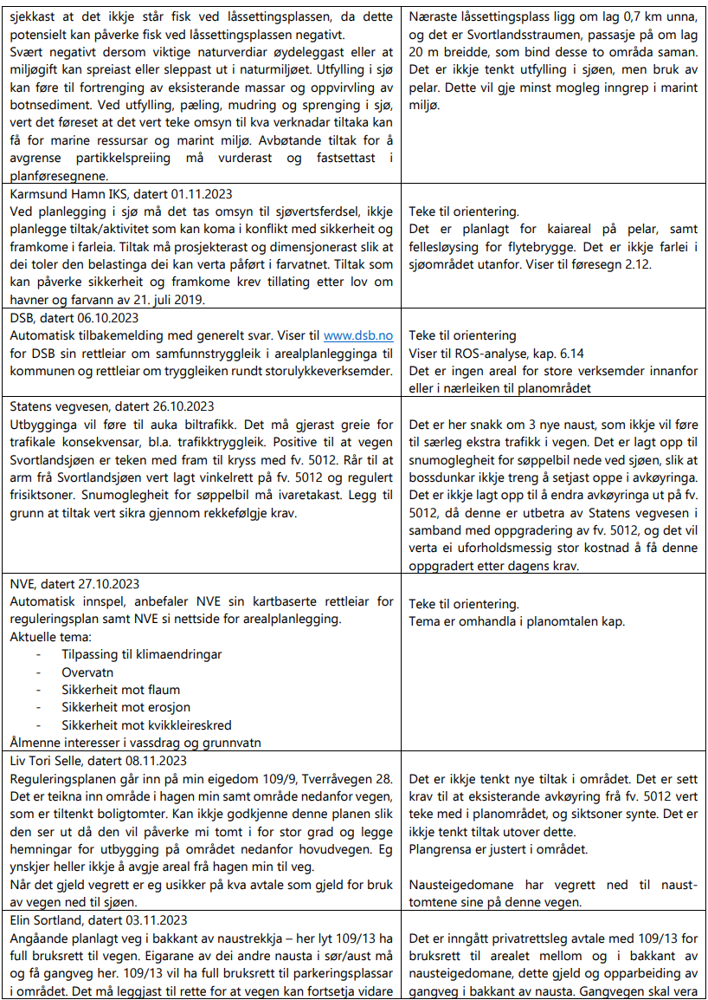 sjekkast at det ikkje står fisk ved låssettingsplassen, da dette
potensielt kan påverke fisk ved låssettingsplassen negativt.
Svært negativt dersom viktige naturverdiar øydeleggast eller at
miljøgift kan spreiast eller sleppast ut i naturmiljøet. Utfylling i sjø
kan føre til fortrenging av eksisterande massar og oppvirvling av
botnsediment. Ved utfylling, pæling, mudring og sprenging i sjø,
vert det føreset at det vert teke omsyn til kva verknadar tiltaka kan
få for marine ressursar og marint miljø. Avbøtande tiltak for å
avgrense partikkelspreiing må vurderast og fastsettast i
planføresegnene.
Næraste låssettingsplass ligg om lag 0,7 km unna,
og det er Svortlandsstraumen, passasje på om lag
20 m breidde, som bind desse to områda saman.
Det er ikkje tenkt utfylling i sjøen, men bruk av
pelar. Dette vil gje minst mogleg inngrep i marint
miljø.
Karmsund Hamn IKS, datert 01.11.2023
Ved planlegging i sjø må det tas omsyn til sjøvertsferdsel, ikkje
planlegge tiltak/aktivitet som kan koma i konflikt med sikkerheit og
framkome i farleia. Tiltak må prosjekterast og dimensjonerast slik at
dei toler den belastinga dei kan verta påført i farvatnet. Tiltak som
kan påverke sikkerheit og framkome krev tillating etter lov om
havner og farvann av 21. juli 2019.
Teke til orientering.
Det er planlagt for kaiareal på pelar, samt
fellesløysing for flytebrygge. Det er ikkje farlei i
sjøområdet utanfor. Viser til føresegn 2.12.
DSB, datert 06.10.2023
Automatisk tilbakemelding med generelt svar. Viser til www.dsb.no
for DSB sin rettleiar om samfunnstryggleik i arealplanlegginga til
kommunen og rettleiar om tryggleiken rundt storulykkeverksemder.
Teke til orientering
Viser til ROS-analyse, kap. 6.14
Det er ingen areal for store verksemder innanfor
eller i nærleiken til planområdet
Statens vegvesen, datert 26.10.2023
Utbygginga vil føre til auka biltrafikk. Det må gjerast greie for
trafikale konsekvensar, bl.a. trafikktryggleik. Positive til at vegen
Svortlandsjøen er teken med fram til kryss med fv. 5012. Rår til at
arm frå Svortlandsjøen vert lagt vinkelrett på fv. 5012 og regulert
frisiktsoner. Snumoglegheit for søppelbil må ivaretakast. Legg til
grunn at tiltak vert sikra gjennom rekkefølgje krav.
Det er her snakk om 3 nye naust, som ikkje vil føre
til særleg ekstra trafikk i vegen. Det er lagt opp til
snumoglegheit for søppelbil nede ved sjøen, slik at
bossdunkar ikkje treng å setjast oppe i avkøyringa.
Det er ikkje lagt opp til å endra avkøyringa ut på fv.
5012, då denne er utbetra av Statens vegvesen i
samband med oppgradering av fv. 5012, og det vil
verta ei uforholdsmessig stor kostnad å få denne
oppgradert etter dagens krav.
NVE, datert 27.10.2023
Automatisk innspel, anbefaler NVE sin kartbaserte rettleiar for
reguleringsplan samt NVE si nettside for arealplanlegging.
Aktuelle tema:
- Tilpassing til klimaendringar
- Overvatn
- Sikkerheit mot flaum
- Sikkerheit mot erosjon
- Sikkerheit mot kvikkleireskred
Ålmenne interesser i vassdrag og grunnvatn
Teke til orientering.
Tema er omhandla i planomtalen kap.
Liv Tori Selle, datert 08.11.2023
Reguleringsplanen går inn på min eigedom 109/9, Tverråvegen 28.
Det er teikna inn område i hagen min samt område nedanfor vegen,
som er tiltenkt boligtomter. Kan ikkje godkjenne denne planen slik
den ser ut då den vil påverke mi tomt i for stor grad og legge
hemningar for utbygging på området nedanfor hovudvegen. Eg
ynskjer heller ikkje å avgje areal frå hagen min til veg.
Når det gjeld vegrett er eg usikker på kva avtale som gjeld for bruk
av vegen ned til sjøen.
Det er ikkje tenkt nye tiltak i området. Det er sett
krav til at eksisterande avkøyring frå fv. 5012 vert
teke med i planområdet, og siktsoner synte. Det er
ikkje tenkt tiltak utover dette.
Plangrensa er justert i området.
Nausteigedomane har vegrett ned til naust-
tomtene sine på denne vegen.
Elin Sortland, datert 03.11.2023
Angåande planlagt veg i bakkant av naustrekkja – her lyt 109/13 ha
full bruksrett til vegen. Eigarane av dei andre nausta i sør/aust må
og få gangveg her. 109/13 vil ha full bruksrett til parkeringsplassar
i området. Det må leggjast til rette for at vegen kan fortsetja vidare
Det er inngått privatrettsleg avtale med 109/13 for
bruksrett til arealet mellom og i bakkant av
nausteigedomane, dette gjeld og opparbeiding av
gangveg i bakkant av nausta. Gangvegen skal vera